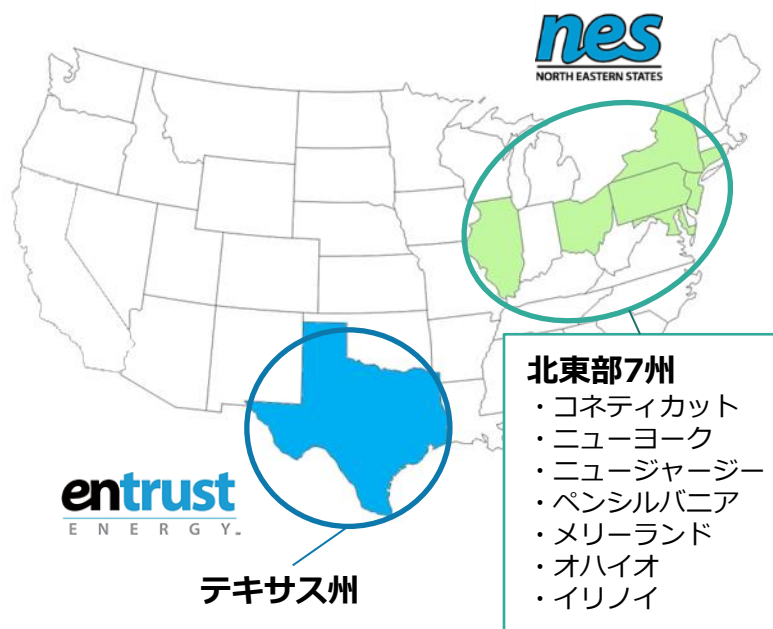 nes
NORTH EASTERN STATES
北東部7州
・コネティカット
・ニューヨーク
・ニュージャージー
・ペンシルバニア
・メリーランド
・オハイオ
・イリノイ
entrust
ENERGY
テキサス州